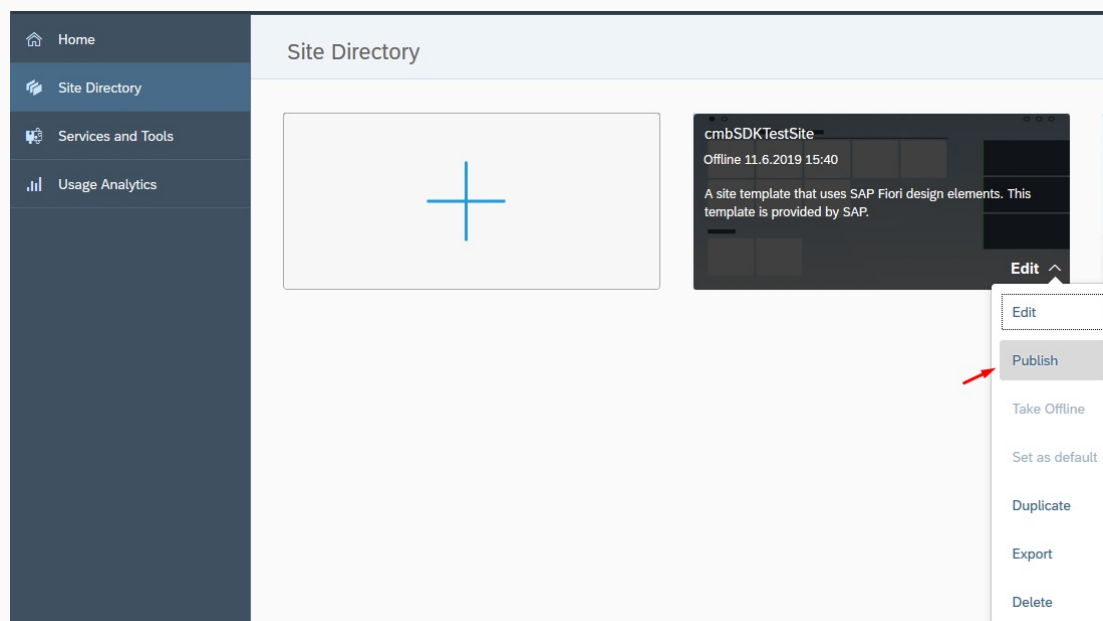 Home
Site Directory
Services and Tools
Usage Analytics
Site Directory
cmbSDKTestSite
Offline 11.6.2019 15:40
A site template that uses SAP Fiori design elements. This
template is provided by SAP.
Edit
Edit
Publish
Take Offline
Set as default
Duplicate
Export
Delete